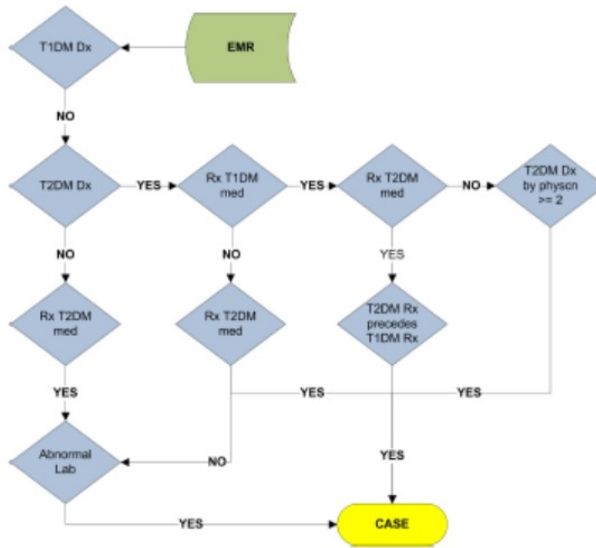 T1DM Dx
EMR
NO
T2DM Dx
YES
Rx T1DM
med
YES
Rx T2DM
med
NO
T2DM Dx
by physcn
>= 2
NO
NO
YES
Rx T2DM
med
Rx T2DM
med
T2DM Rx
precedes
T1DM Rx
YES
YES
YES
Abnormal
Lab
NO
YES
YES
CASE